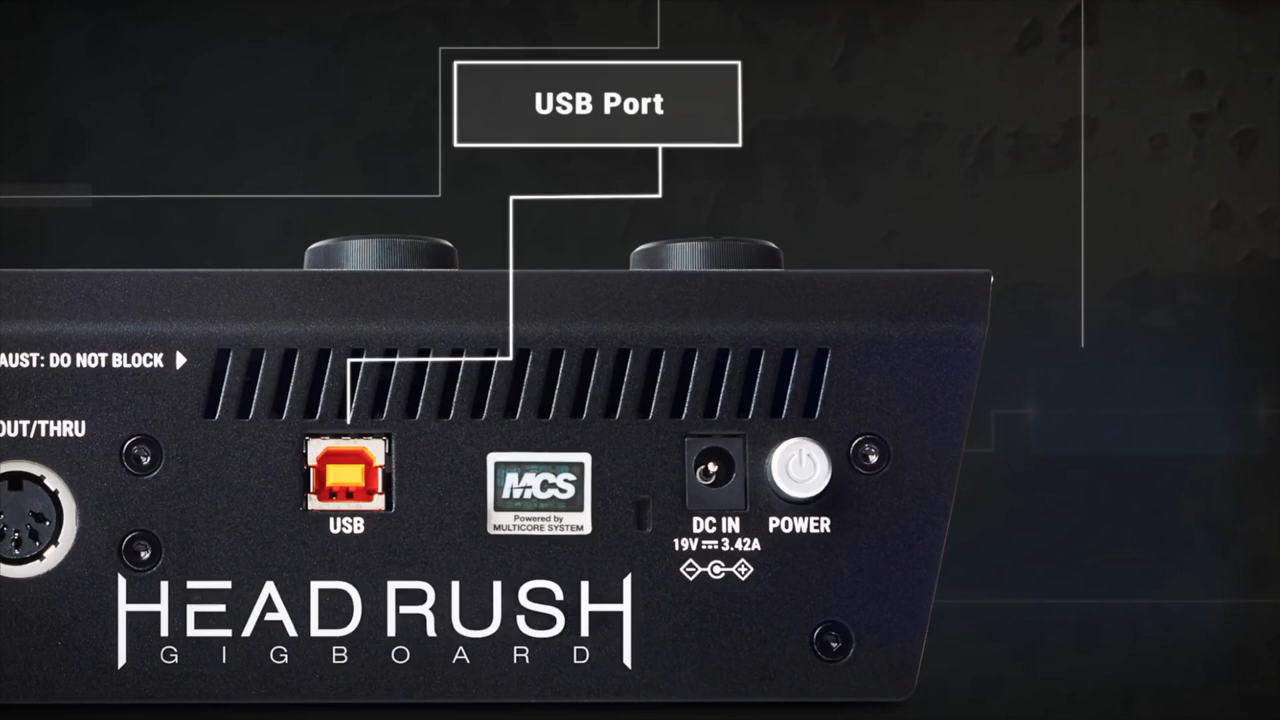 USB Port
AUST: DO NOT BLOCK
OUT/THRU
USB
MCS
Powered by
MULTICORE SYSTEM
DC IN
19V 3.42A
POWER
HEADRUSH
GIGBOARD